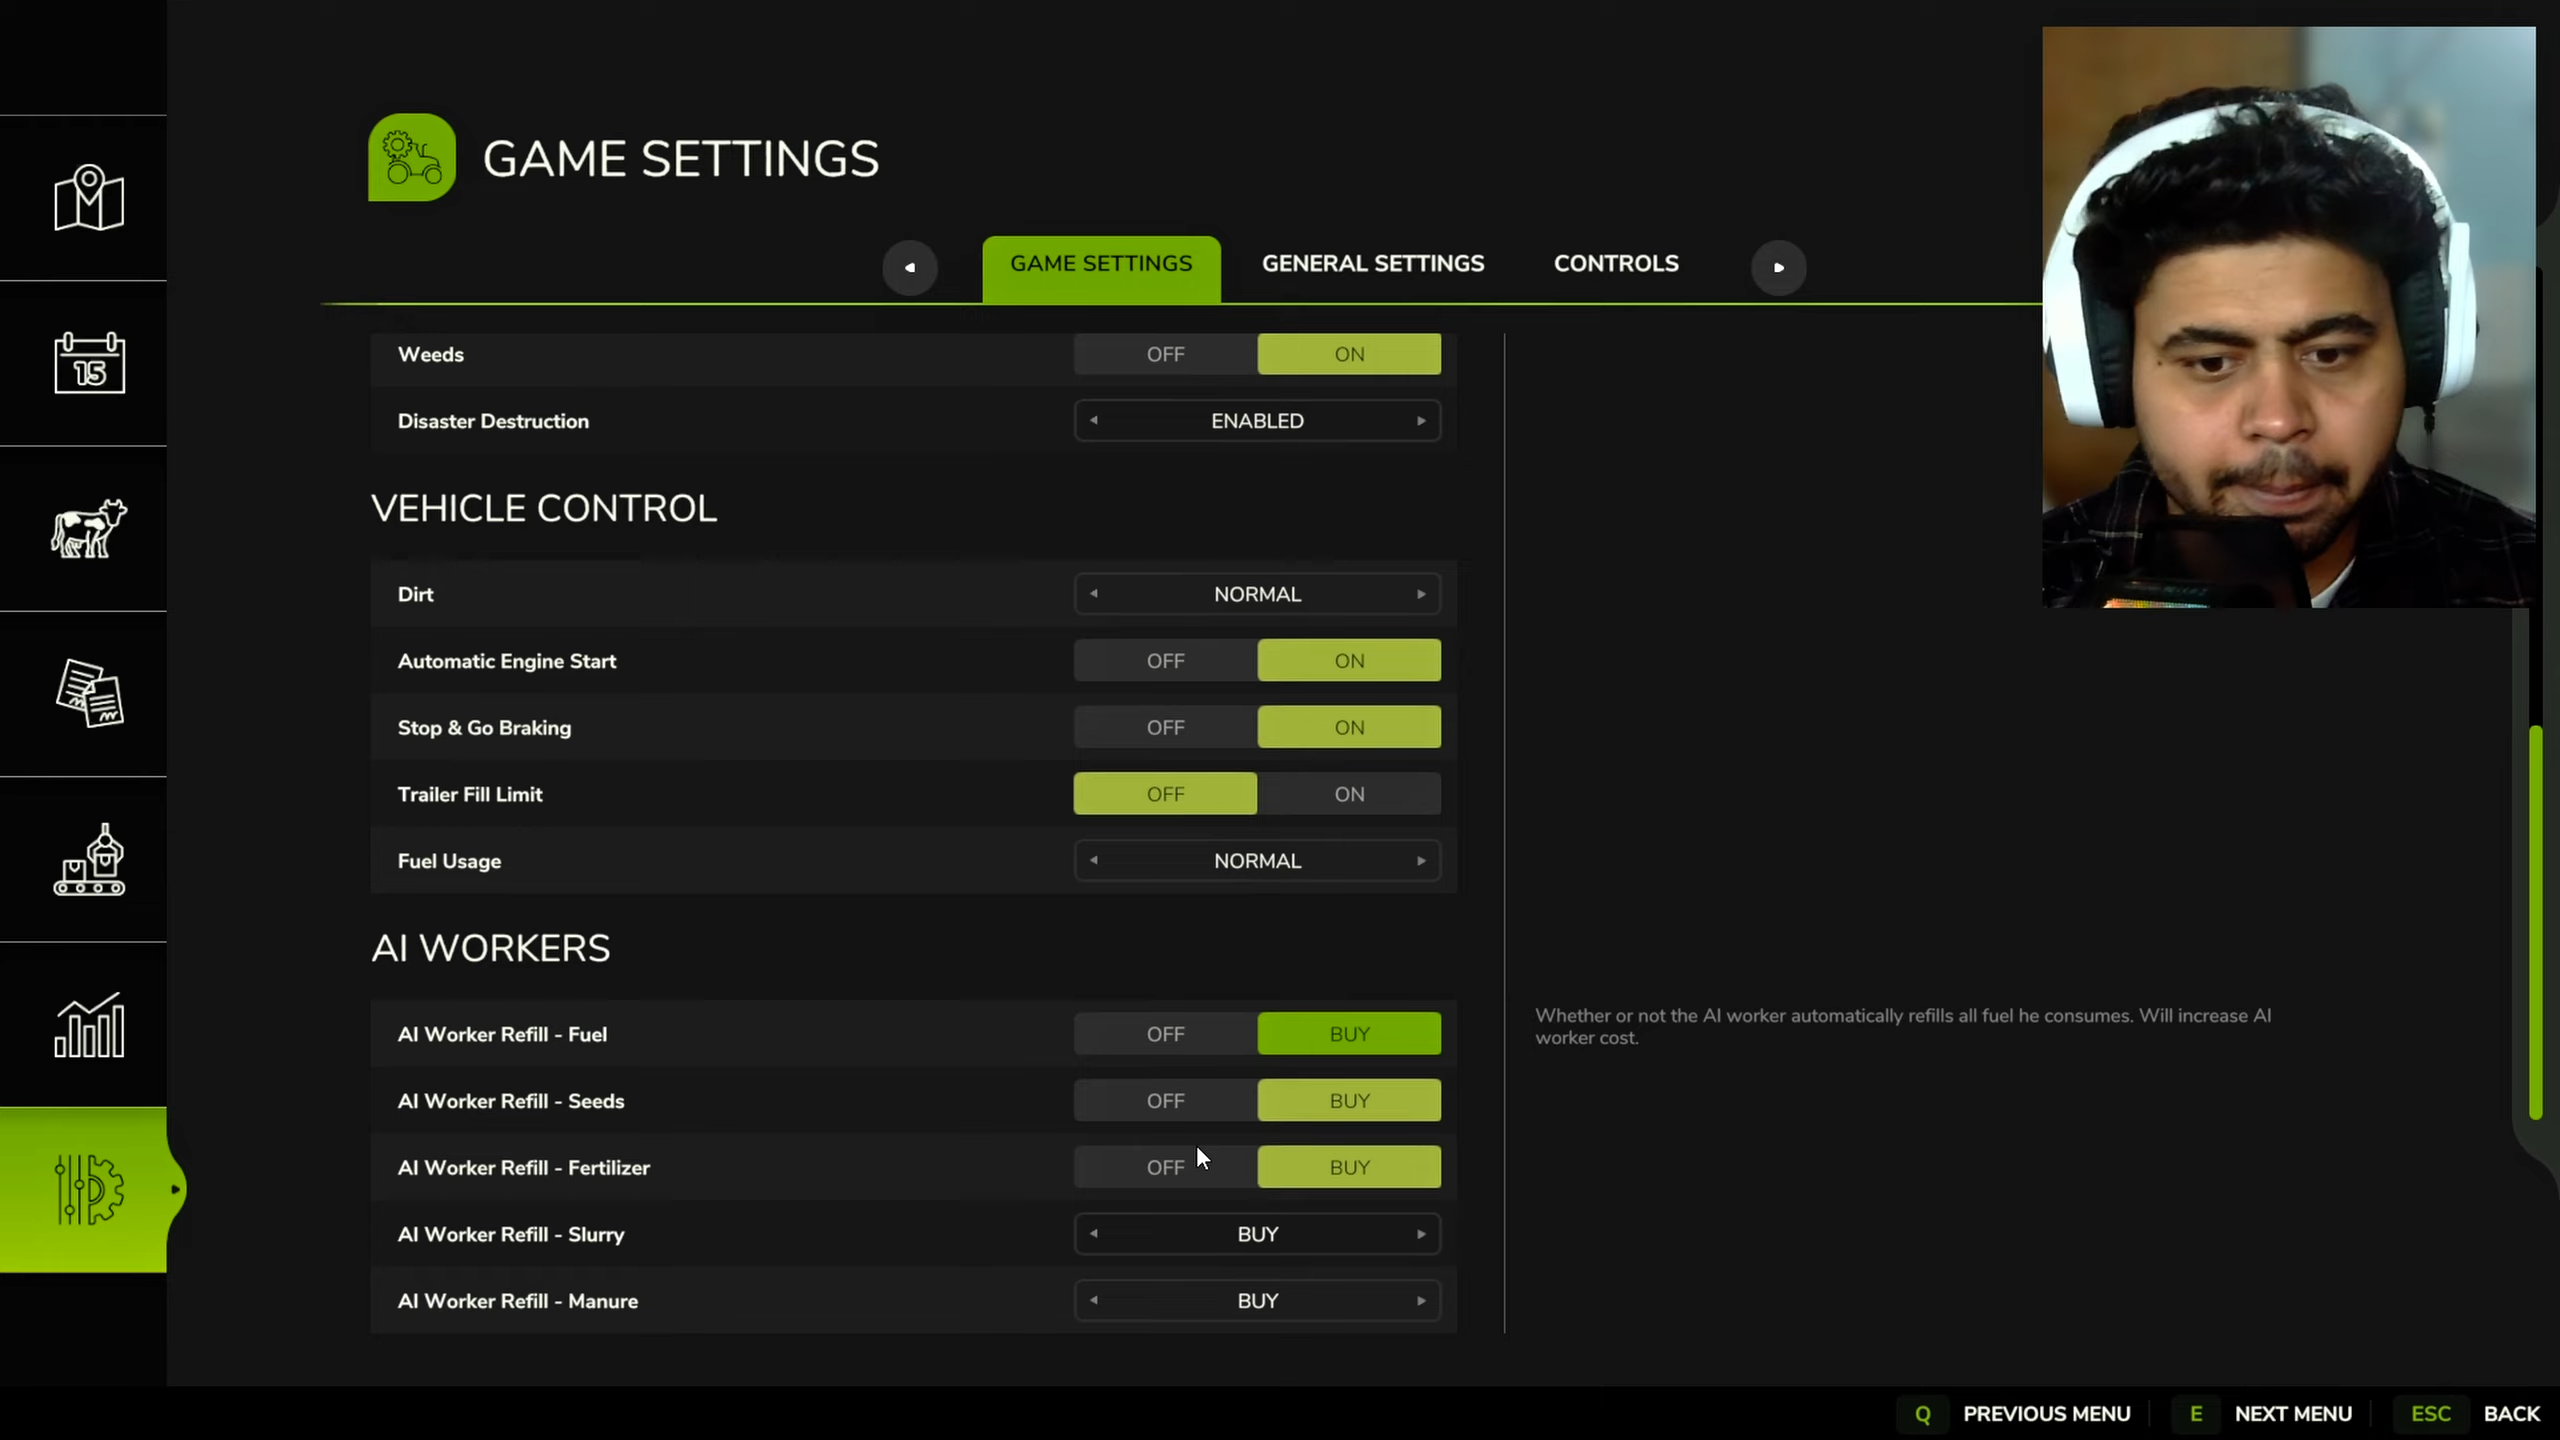 GAME SETTINGS
GAME SETTINGS
GENERAL SETTINGS
CONTROLS
Weeds
OFF
ON
Disaster Destruction
ENABLED
VEHICLE CONTROL
Dirt
NORMAL
Automatic Engine Start
OFF
ON
Stop & Go Braking
OFF
ON
Trailer Fill Limit
OFF
ON
Fuel Usage
NORMAL
AI WORKERS
AI Worker Refill - Fuel
OFF
BUY
Whether or not the AI worker automatically refills all fuel he consumes. Will increase AI
worker cost.
AI Worker Refill - Seeds
OFF
BUY
AI Worker Refill - Fertilizer
OFF
BUY
AI Worker Refill - Slurry
BUY
AI Worker Refill - Manure
BUY
15
Q PREVIOUS MENU
E NEXT MENU
ESC BACK